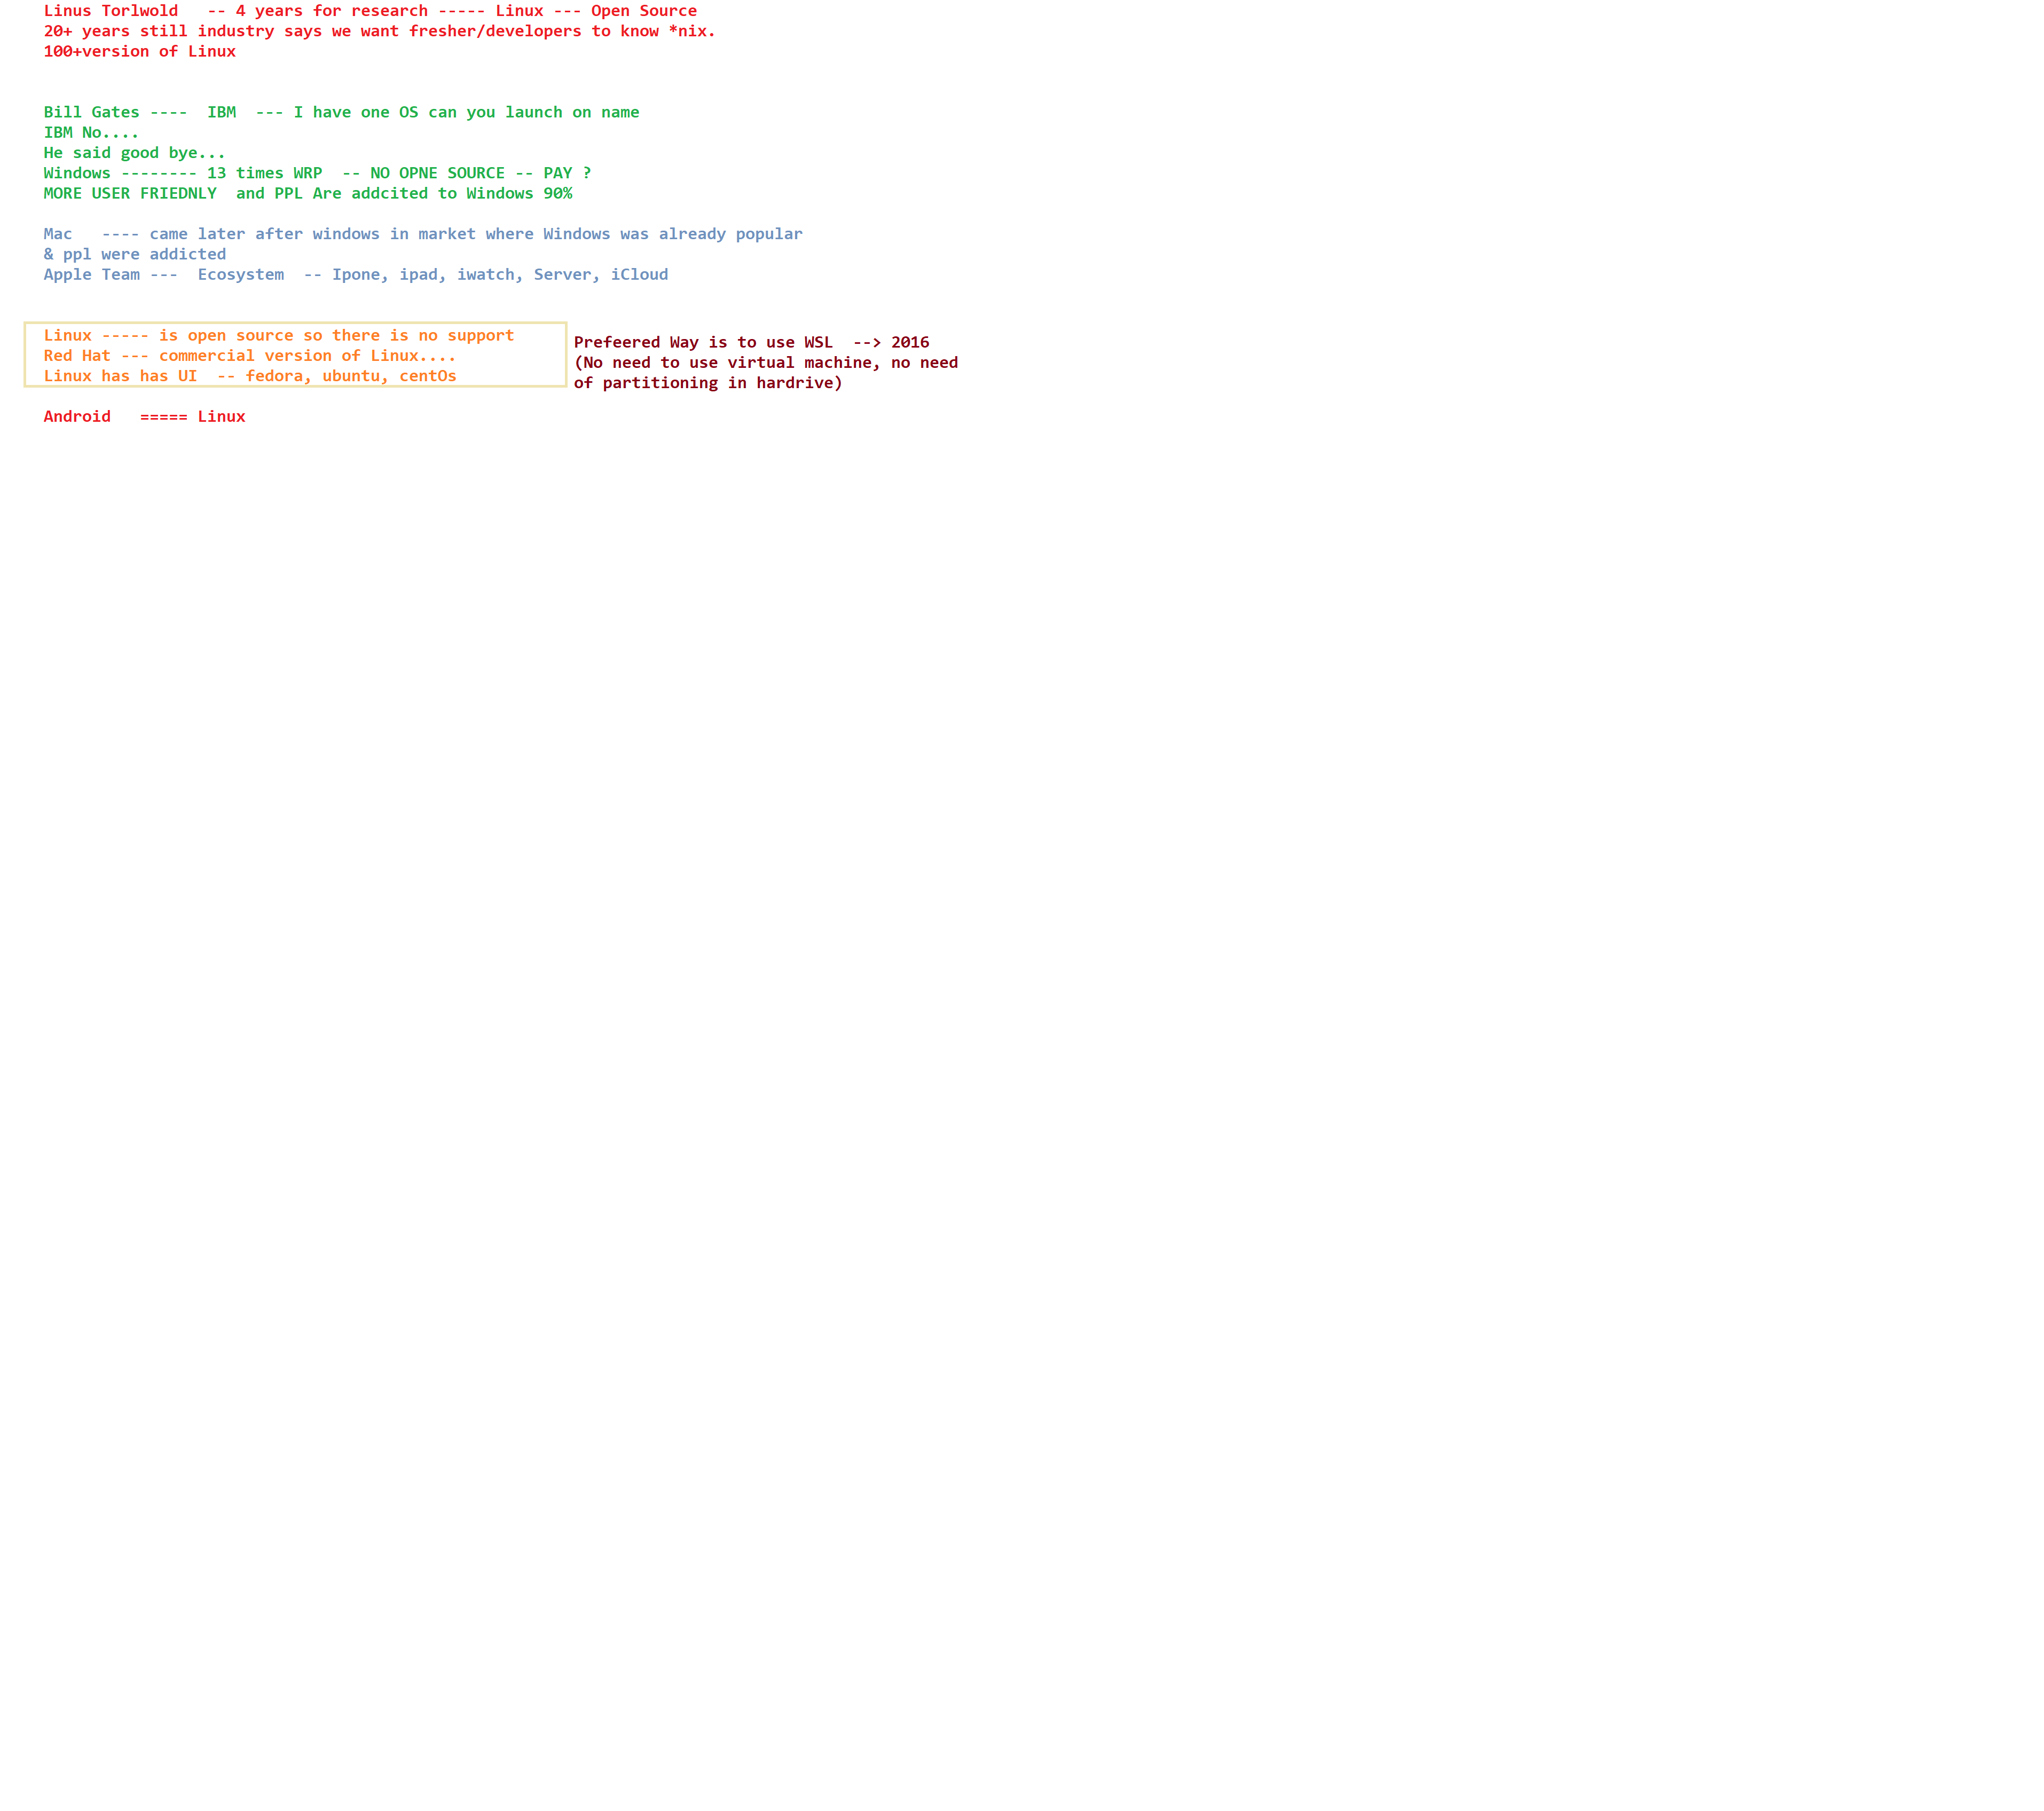 Linus Torlwold   -- 4 years for research ----- Linux --- Open Source
20+ years still industry says we want fresher/developers to know *nix.
100+version of Linux
Bill Gates ----  IBM  --- I have one OS can you launch on name
IBM No....
He said good bye...
Windows -------- 13 times WRP  -- NO OPNE SOURCE -- PAY ?
MORE USER FRIEDNLY  and PPL Are addcited to Windows 90%
Mac   ---- came later after windows in market where Windows was already popular
& ppl were addicted
Apple Team ---  Ecosystem  -- Ipone, ipad, iwatch, Server, iCloud
Linux ----- is open source so there is no support
Red Hat --- commercial version of Linux....
Linux has has UI  -- fedora, ubuntu, centOs
Prefeered Way is to use WSL  --> 2016
(No need to use virtual machine, no need
of partitioning in hardrive)
Android   ===== Linux